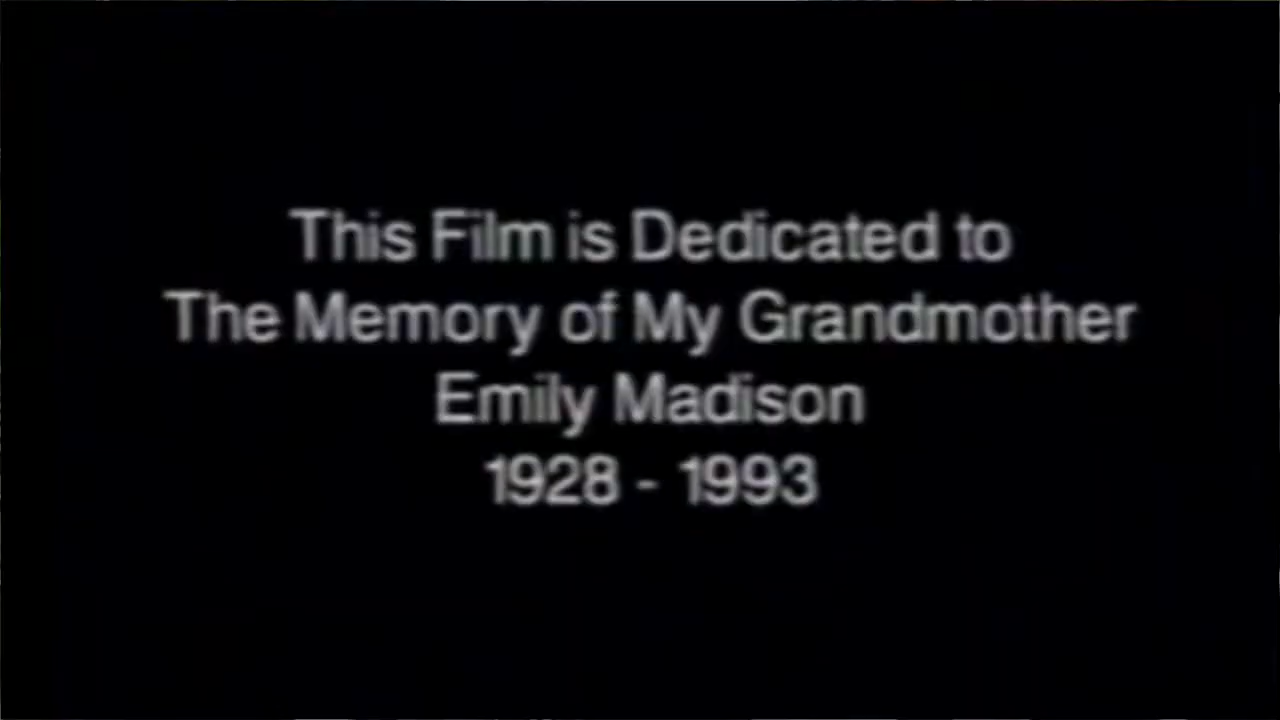 This Film is Dedicated to
The Memory of My Grandmother
Emily Madison
1928 - 1993